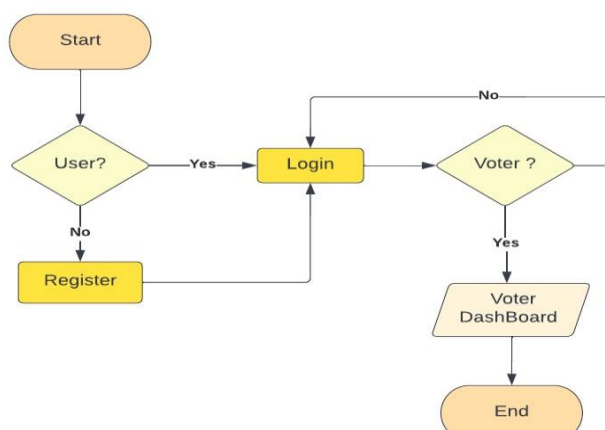 Start
No
User?
Yes
Login
Voter ?
No
Yes
Register
Voter
DashBoard
End